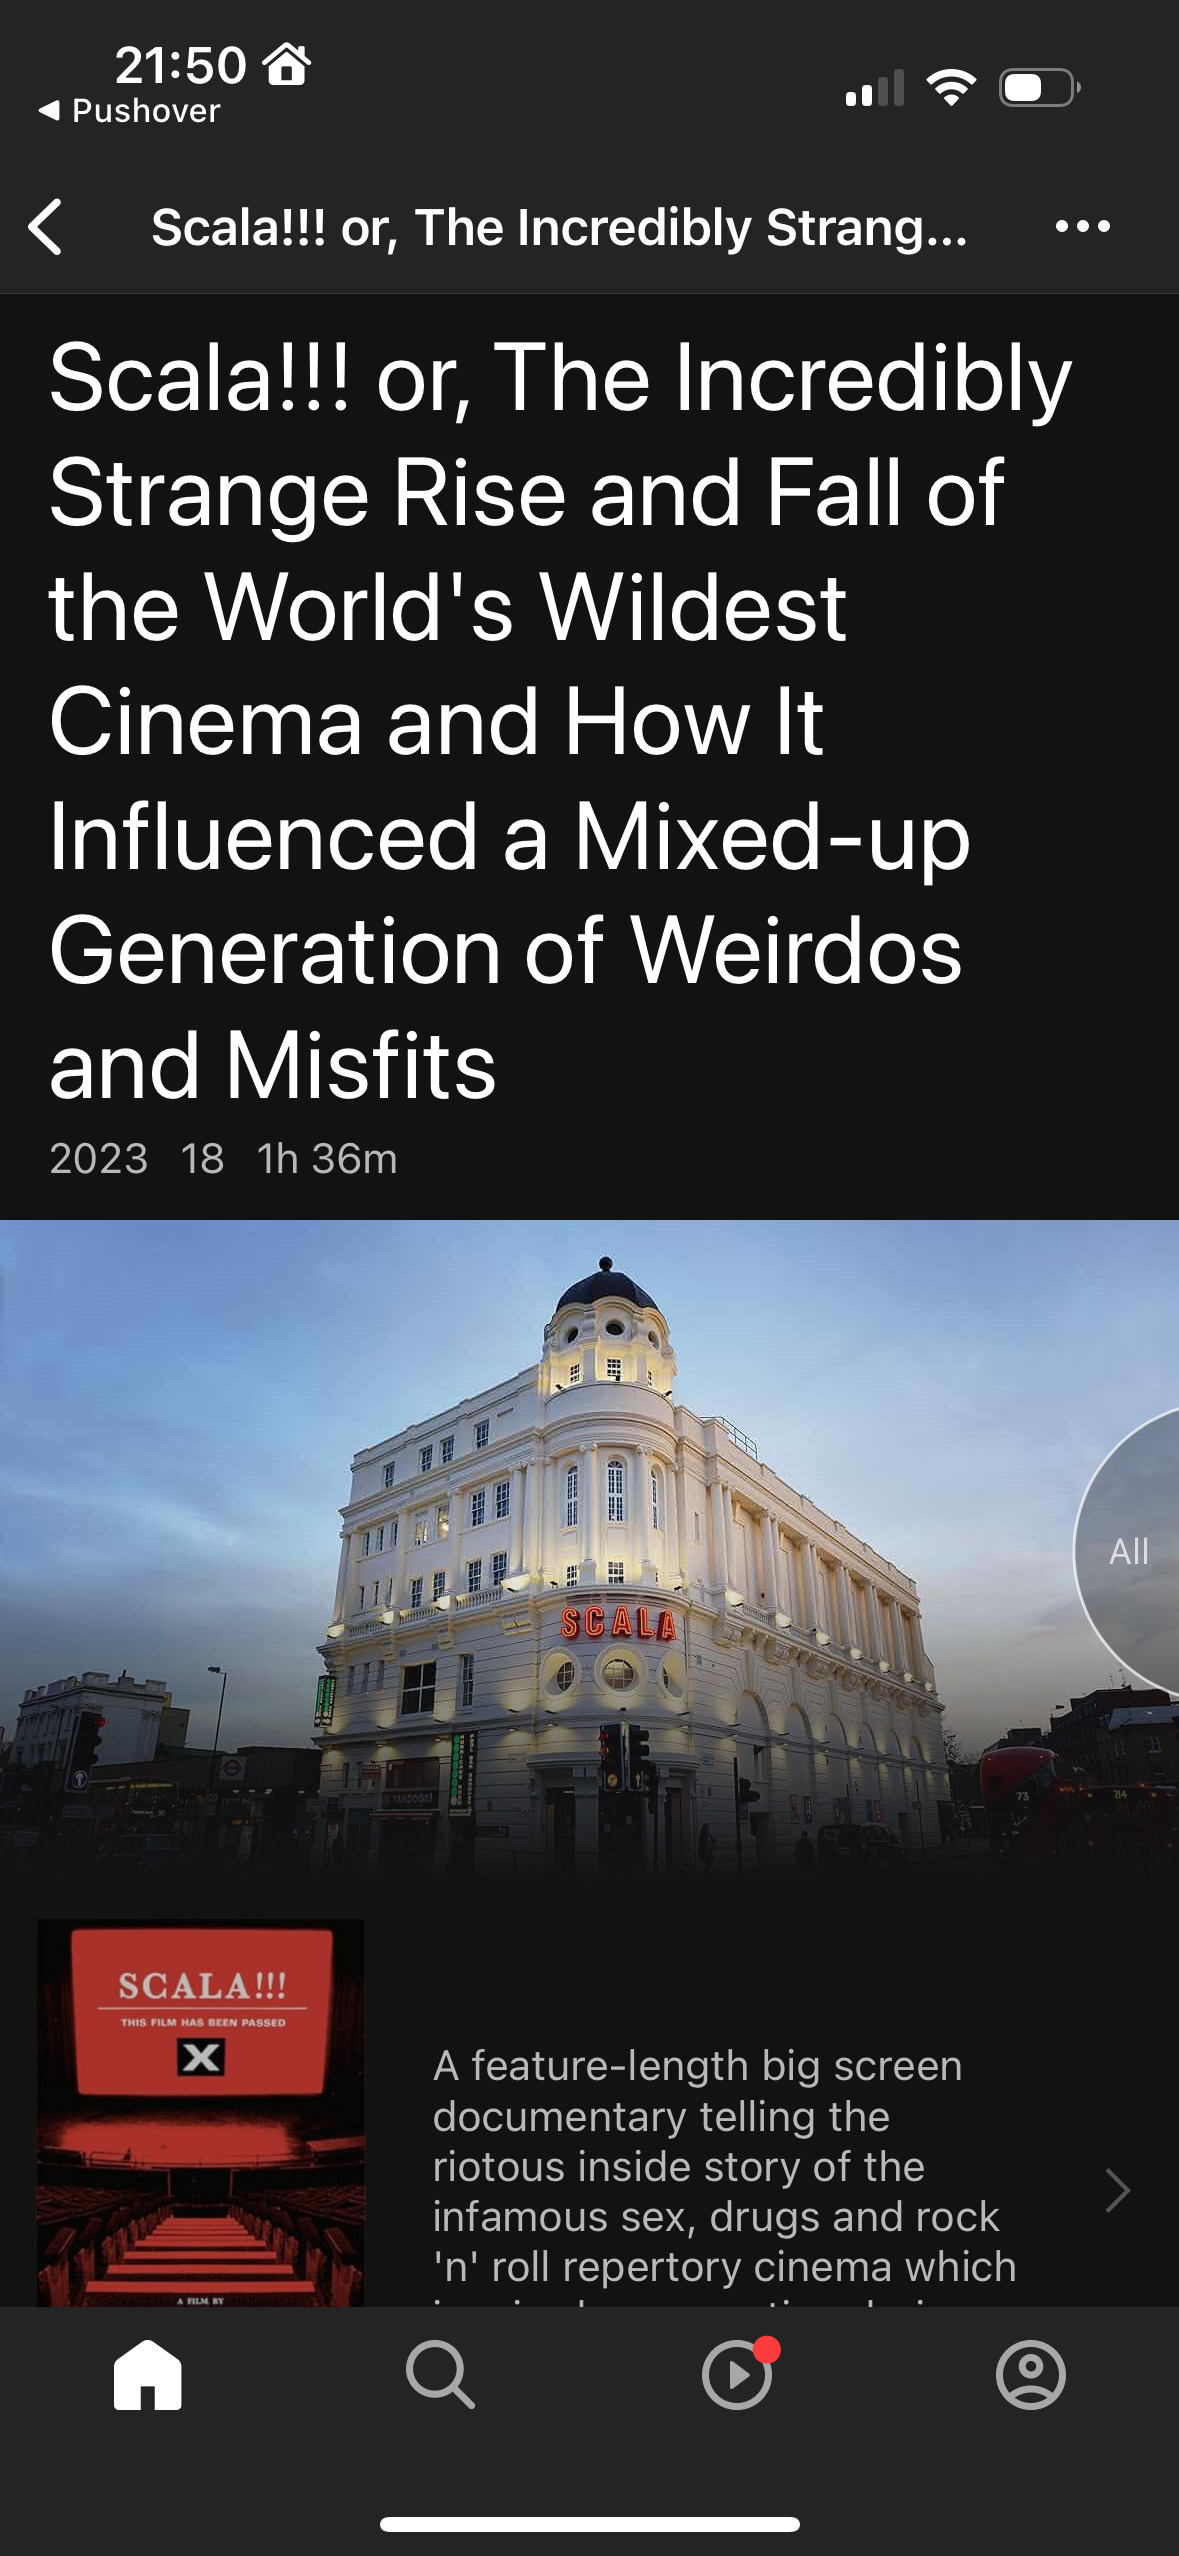 21:50
Pushover
Scala!!! or, The Incredibly Strang...
Scala!!! or, The Incredibly
Strange Rise and Fall of
the World's Wildest
Cinema and How It
Influenced a Mixed-up
Generation of Weirdos
and Misfits
2023 18 1h 36m
All
SCALA
TANDOORI
73
214
SCALA!!!
THIS FILM HAS BEEN PASSED
X
A FILM BY
A feature-length big screen
documentary telling the
riotous inside story of the
infamous sex, drugs and rock
'n' roll repertory cinema which